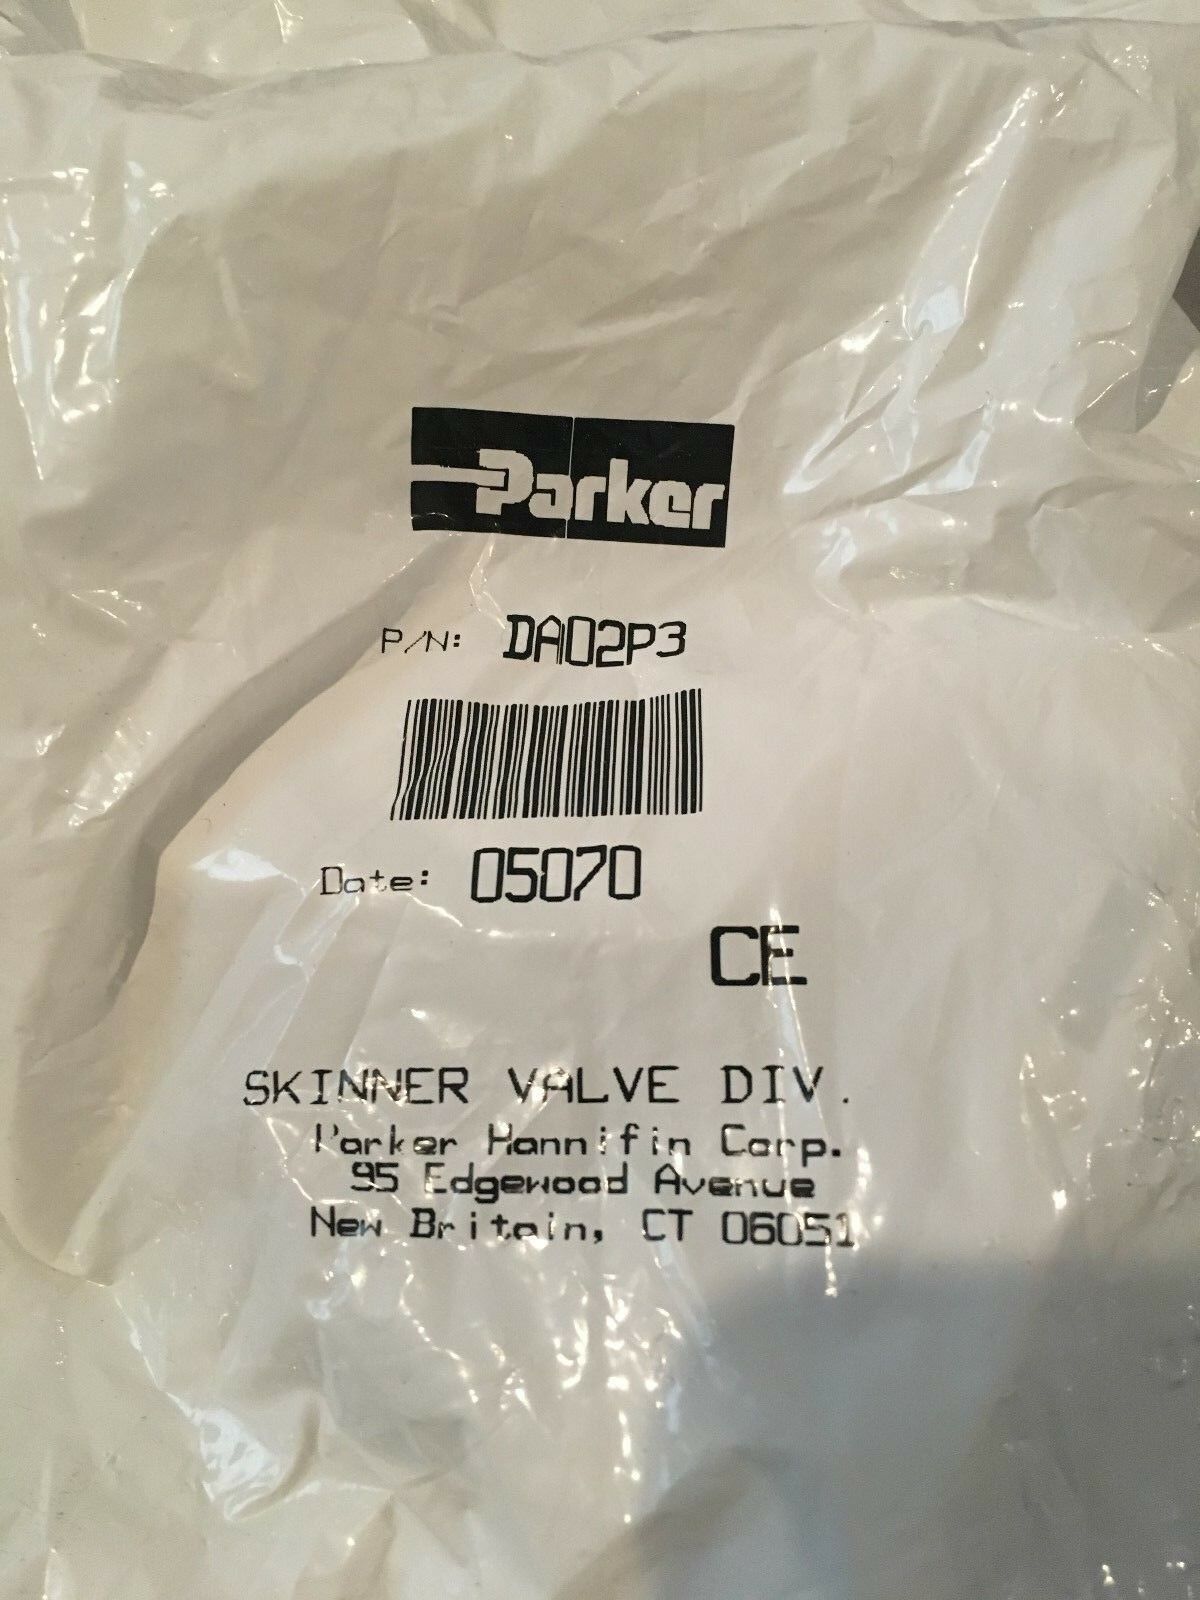 Parker
P/N: DA02P3
Date: 05070
CE
SKINNER VALVE DIV.
Parker Hannifin Corp.
95 Edgewood Avenue
New Britain, CT 06051